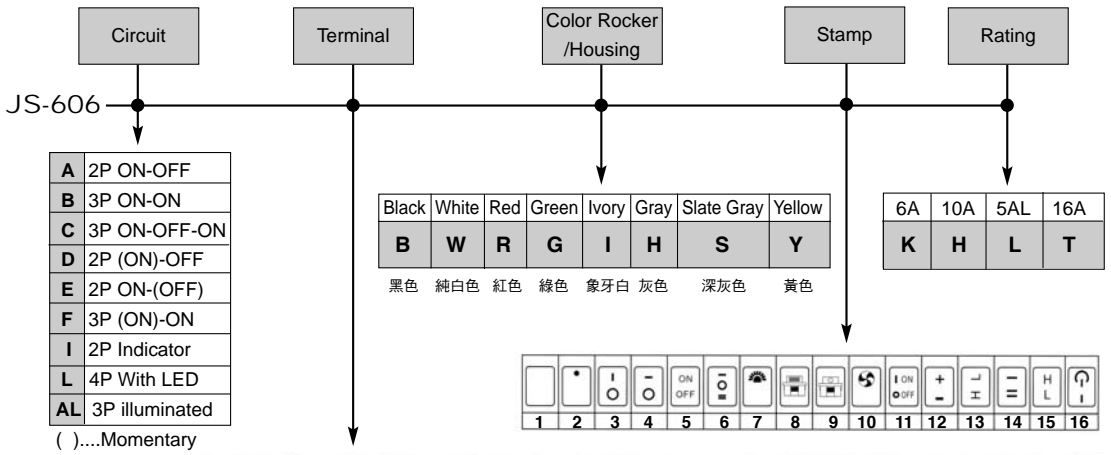 Circuit Terminal Color Rocker /Housing Stamp Rating
JS-606
A 2P ON-OFF
B 3P ON-ON
C 3P ON-OFF-ON
D 2P (ON)-OFF
E 2P ON-(OFF)
F 3P (ON)-ON
I 2P Indicator
L 4P With LED
AL 3P illuminated
( )....Momentary
Black White Red Green Ivory Gray Slate Gray Yellow
B W R G I H S Y
黑色 純白色 紅色 綠色 象牙白 灰色 深灰色 黃色
6A 10A 5AL 16A
K H L T
ON OFF I ON O OFF H L
1 2 3 4 5 6 7 8 9 10 11 12 13 14 15 16